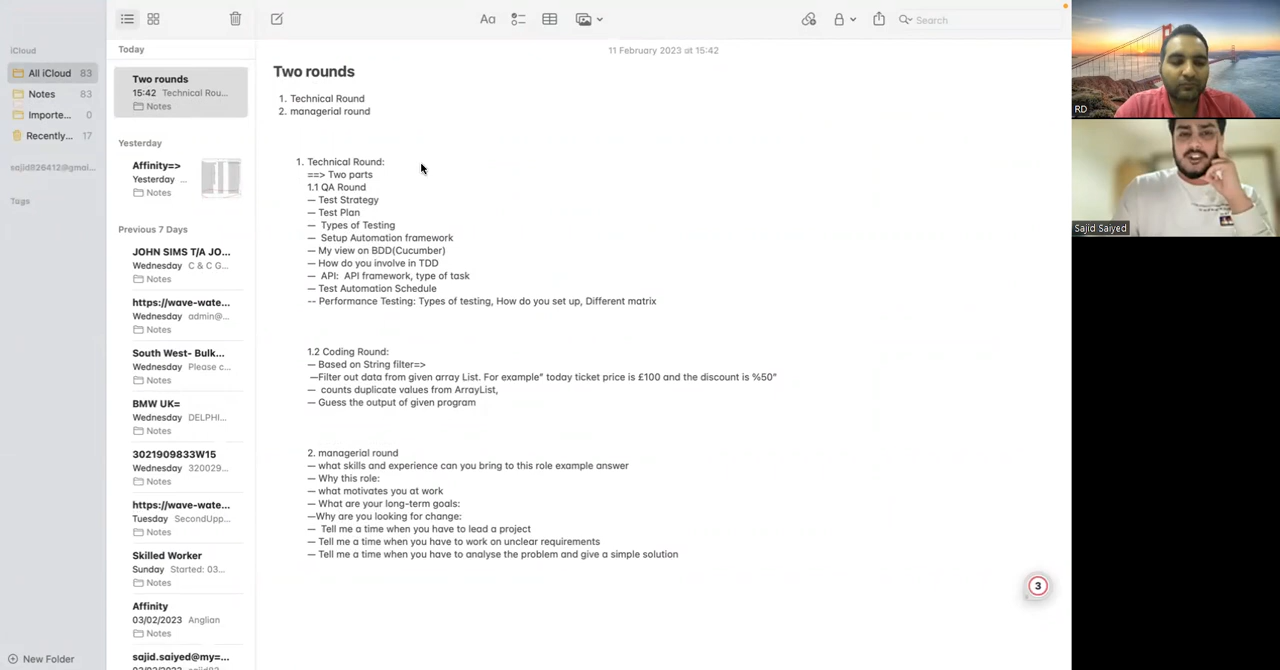 iCloud
All iCloud 83
Notes 83
Importe... 0
Recently... 17
sajid826412@gmai...
Tags
New Folder
Today
Two rounds
15:42 Technical Rou...
Notes
Yesterday
Affinity=>
Yesterday ...
Notes
Previous 7 Days
JOHN SIMS T/A JO...
Wednesday C & C G...
Notes
https://wave-wate...
Wednesday admin@...
Notes
South West- Bulk...
Wednesday Please c...
Notes
BMW UK=
Wednesday DELPHI...
Notes
3021909833W15
Wednesday 32002​9...
Notes
https://wave-wate...
Tuesday SecondUpp...
Notes
Skilled Worker
Sunday Started: 03...
Notes
Affinity
03/02/2023 Anglian
Notes
sajid.saiyed@my=...
Aa
Search
11 February 2023 at 15:42
Two rounds
1. Technical Round
2. managerial round
1. Technical Round:
==> Two parts
1.1 QA Round
— Test Strategy
— Test Plan
— Types of Testing
— Setup Automation framework
— My view on BDD(Cucumber)
— How do you involve in TDD
— API: API framework, type of task
— Test Automation Schedule
-- Performance Testing: Types of testing, How do you set up, Different matrix
1.2 Coding Round:
— Based on String filter=>
—Filter out data from given array List. For example" today ticket price is £100 and the discount is %50"
— counts duplicate values from ArrayList,
— Guess the output of given program
2. managerial round
— what skills and experience can you bring to this role example answer
— Why this role:
— what motivates you at work
— What are your long-term goals:
—Why are you looking for change:
— Tell me a time when you have to lead a project
— Tell me a time when you have to work on unclear requirements
— Tell me a time when you have to analyse the problem and give a simple solution
3
RD
Sajid Saiyed